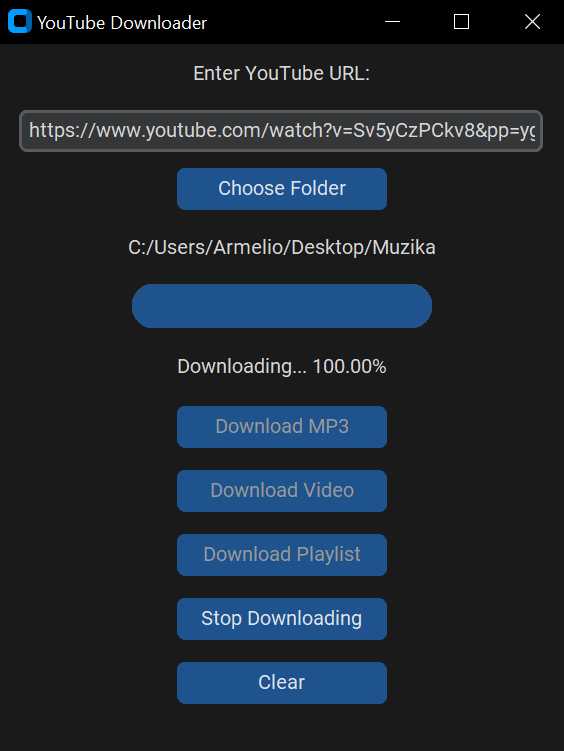 YouTube Downloader
Enter YouTube URL:
https://www.youtube.com/watch?v=Sv5yCzPCkv8&pp=yg
Choose Folder
C:/Users/Armelio/Desktop/Muzika
Downloading... 100.00%
Download MP3
Download Video
Download Playlist
Stop Downloading
Clear